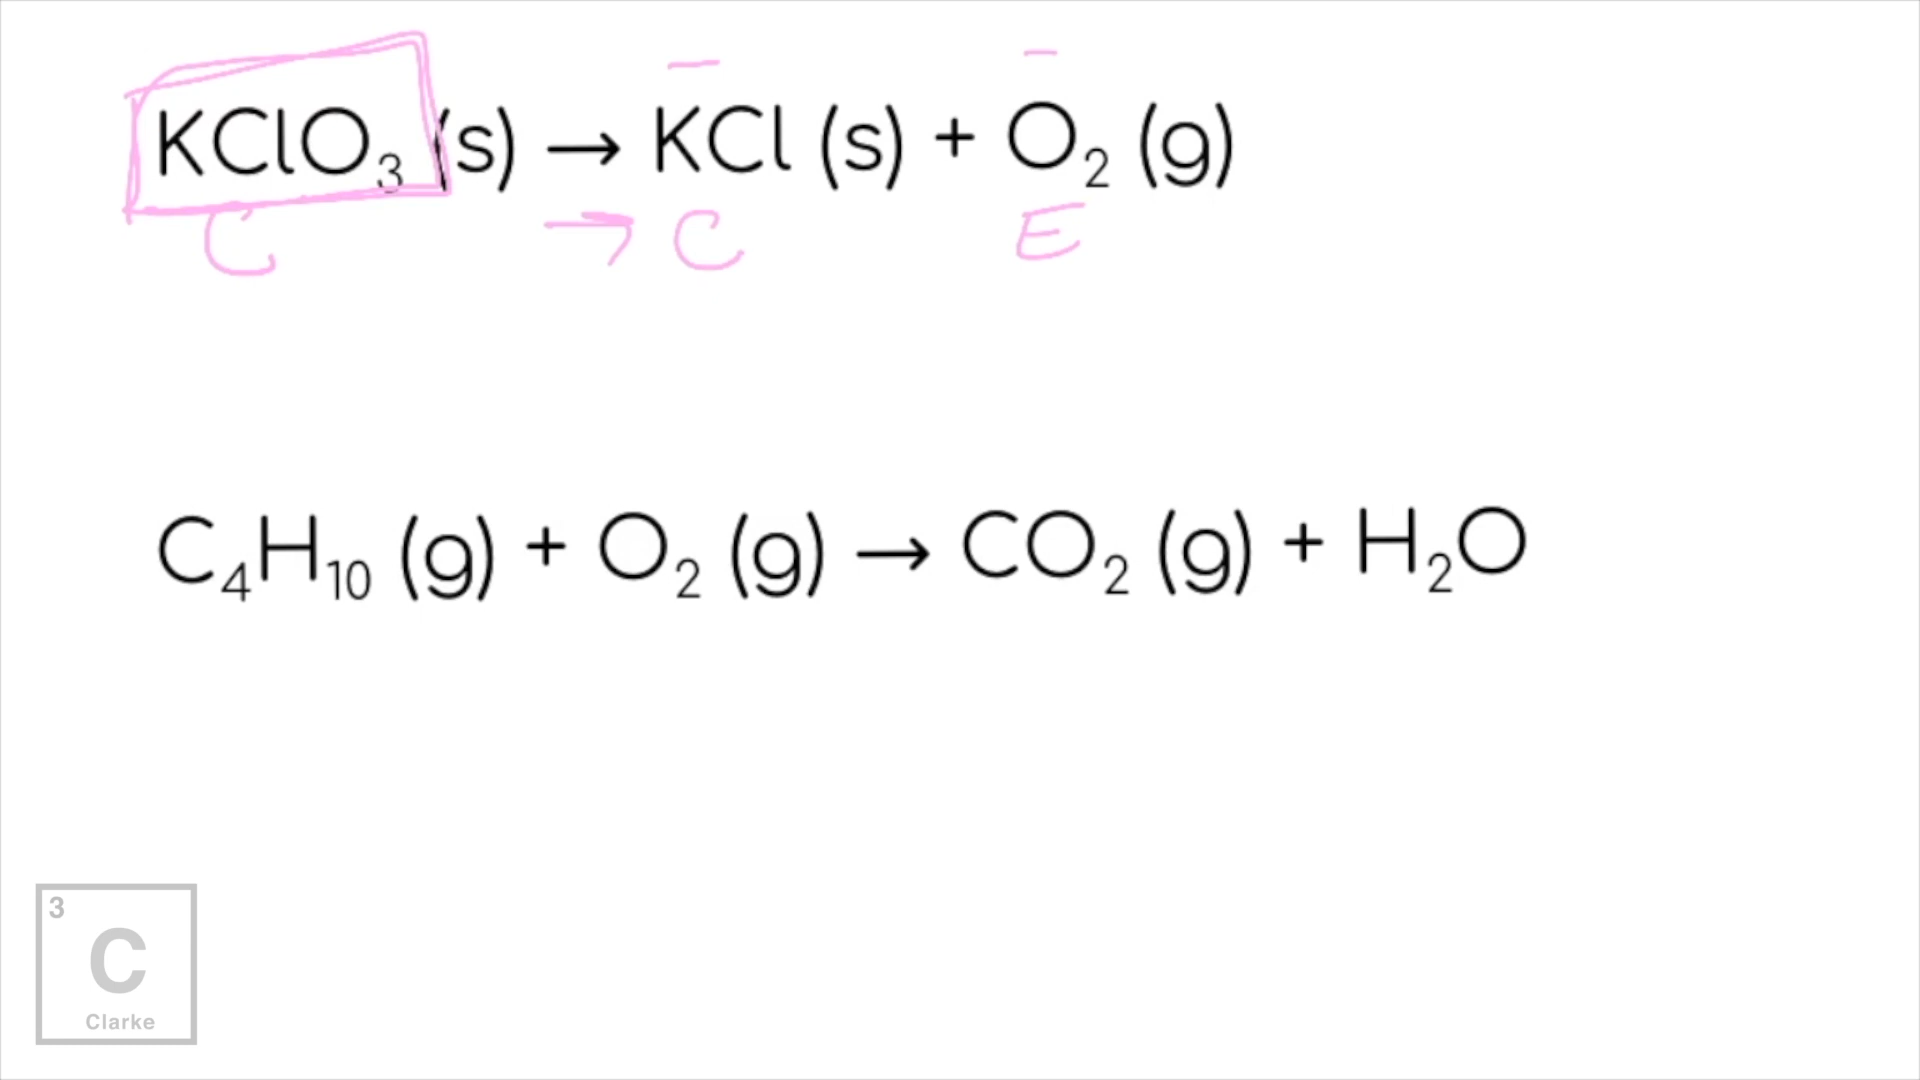 KClO₃ (s) → KCl (s) + O₂ (g)
C → C E
C₄H₁₀ (g) + O₂ (g) → CO₂ (g) + H₂O
3
C
Clarke